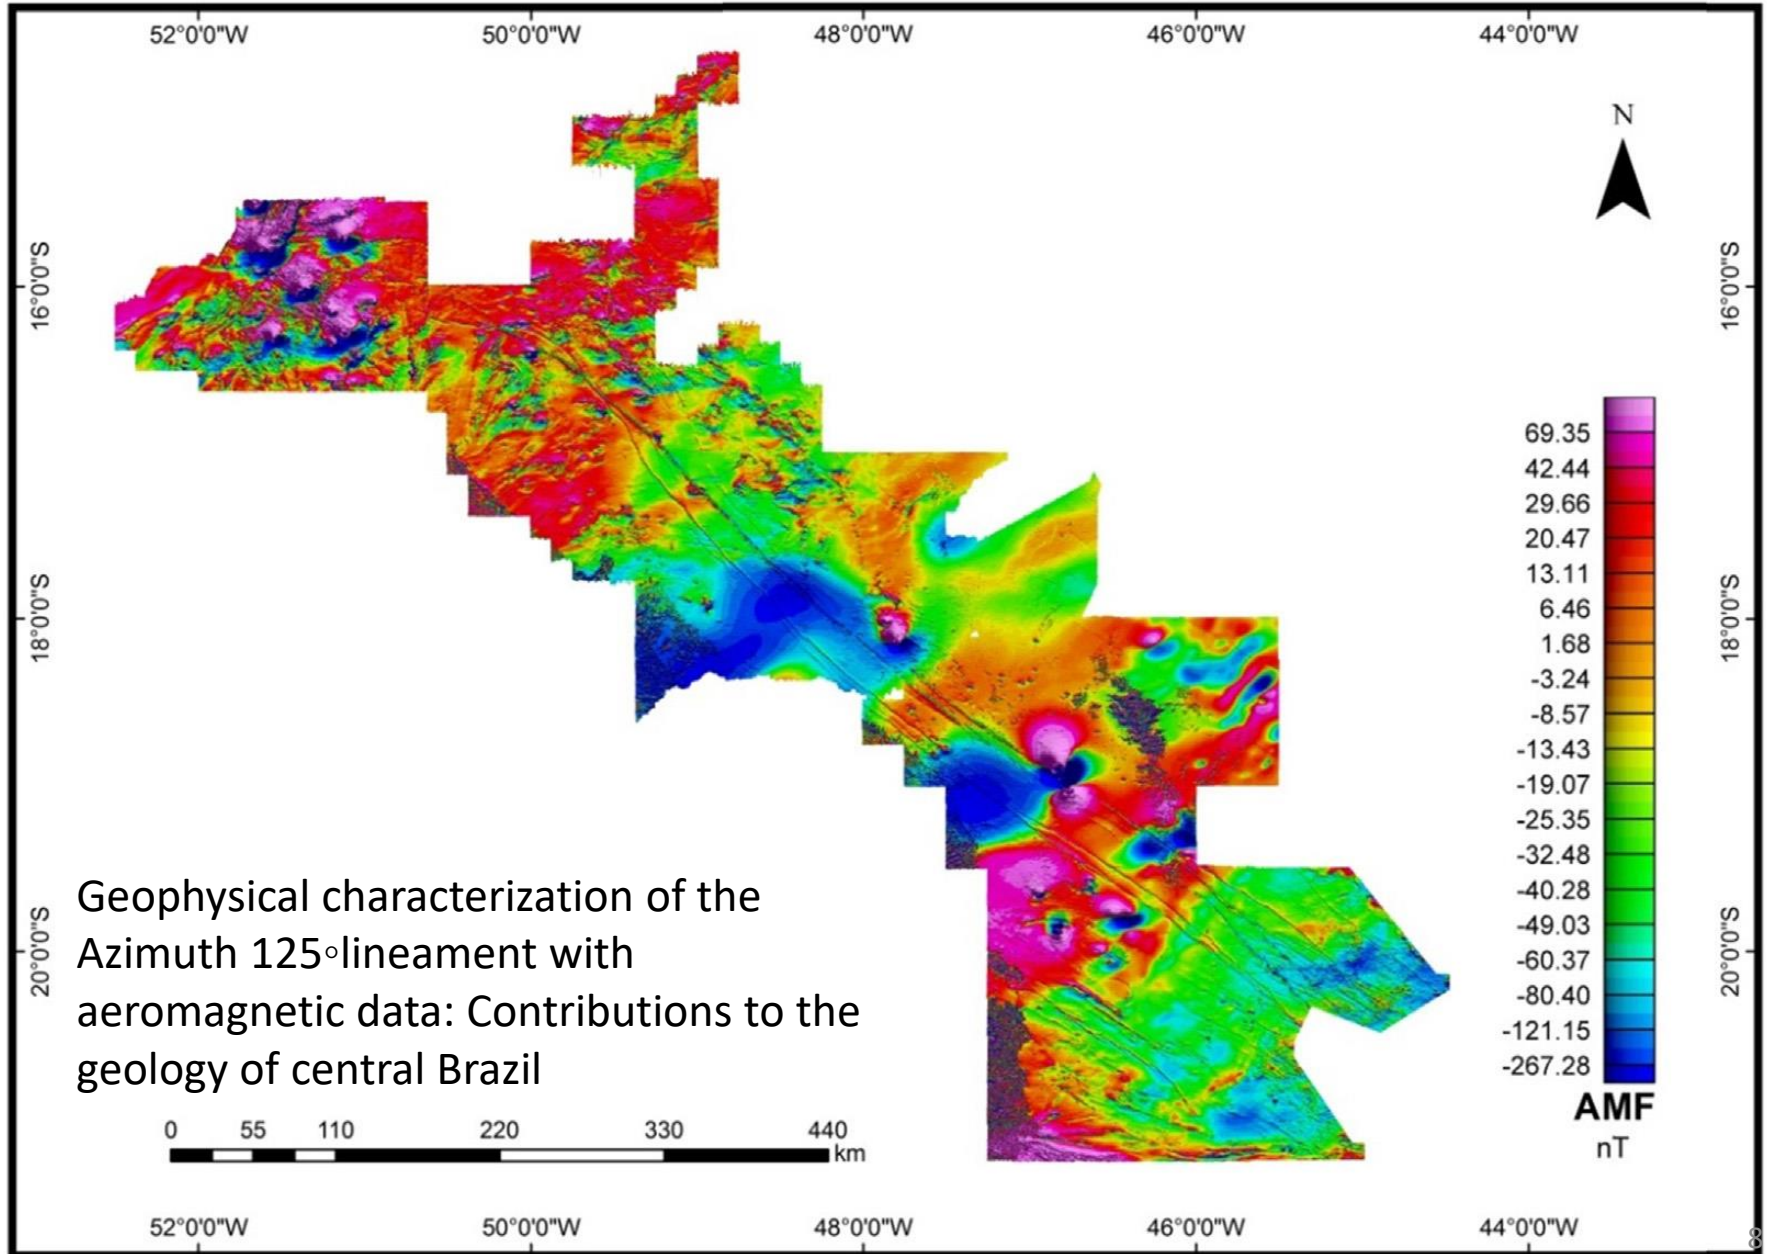 52°0'0"W 50°0'0"W 48°0'0"W 46°0'0"W 44°0'0"W
N
16°0'0"S 16°0'0"S
69.35
42.44
29.66
20.47
13.11
6.46
1.68
-3.24
-8.57
-13.43
-19.07
-25.35
-32.48
-40.28
-49.03
-60.37
-80.40
-121.15
-267.28
AMF
nT
18°0'0"S 18°0'0"S
Geophysical characterization of the
Azimuth 125◦lineament with
aeromagnetic data: Contributions to the
geology of central Brazil
20°0'0"S 20°0'0"S
0 55 110 220 330 440
km
52°0'0"W 50°0'0"W 48°0'0"W 46°0'0"W 44°0'0"W
8